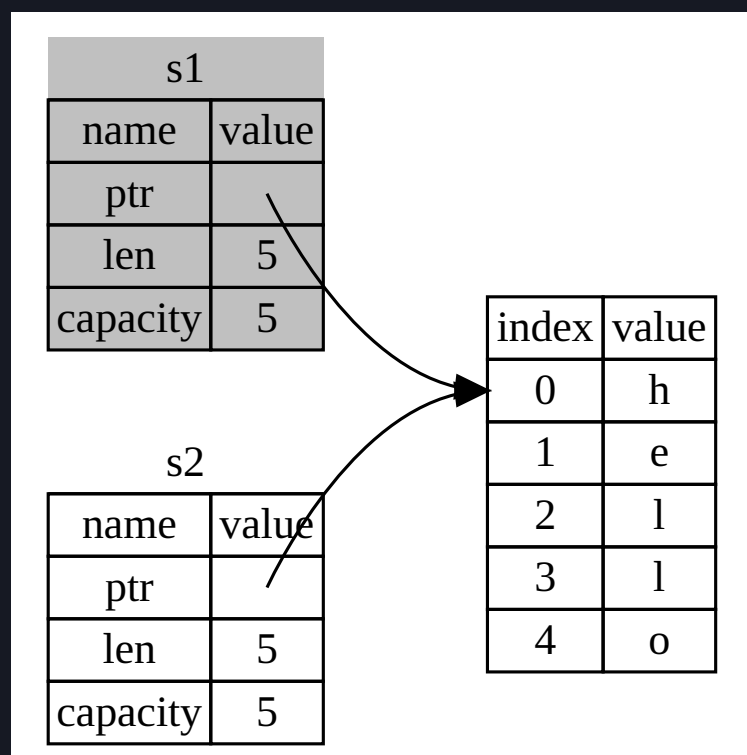 s1
name value
ptr
len 5
capacity 5
s2
name value
ptr
len 5
capacity 5
index value
0 h
1 e
2 l
3 l
4 o